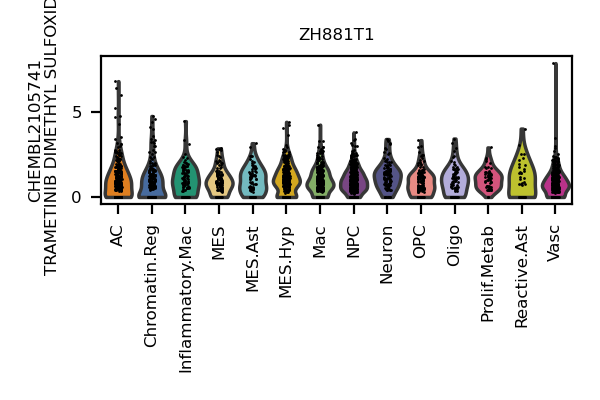 ZH881T1
CHEMBL2105741
TRAMETINIB DIMETHYL SULFOXID
5
0
AC
Chromatin.Reg
Inflammatory.Mac
MES
MES.Ast
MES.Hyp
Mac
NPC
Neuron
OPC
Oligo
Prolif.Metab
Reactive.Ast
Vasc